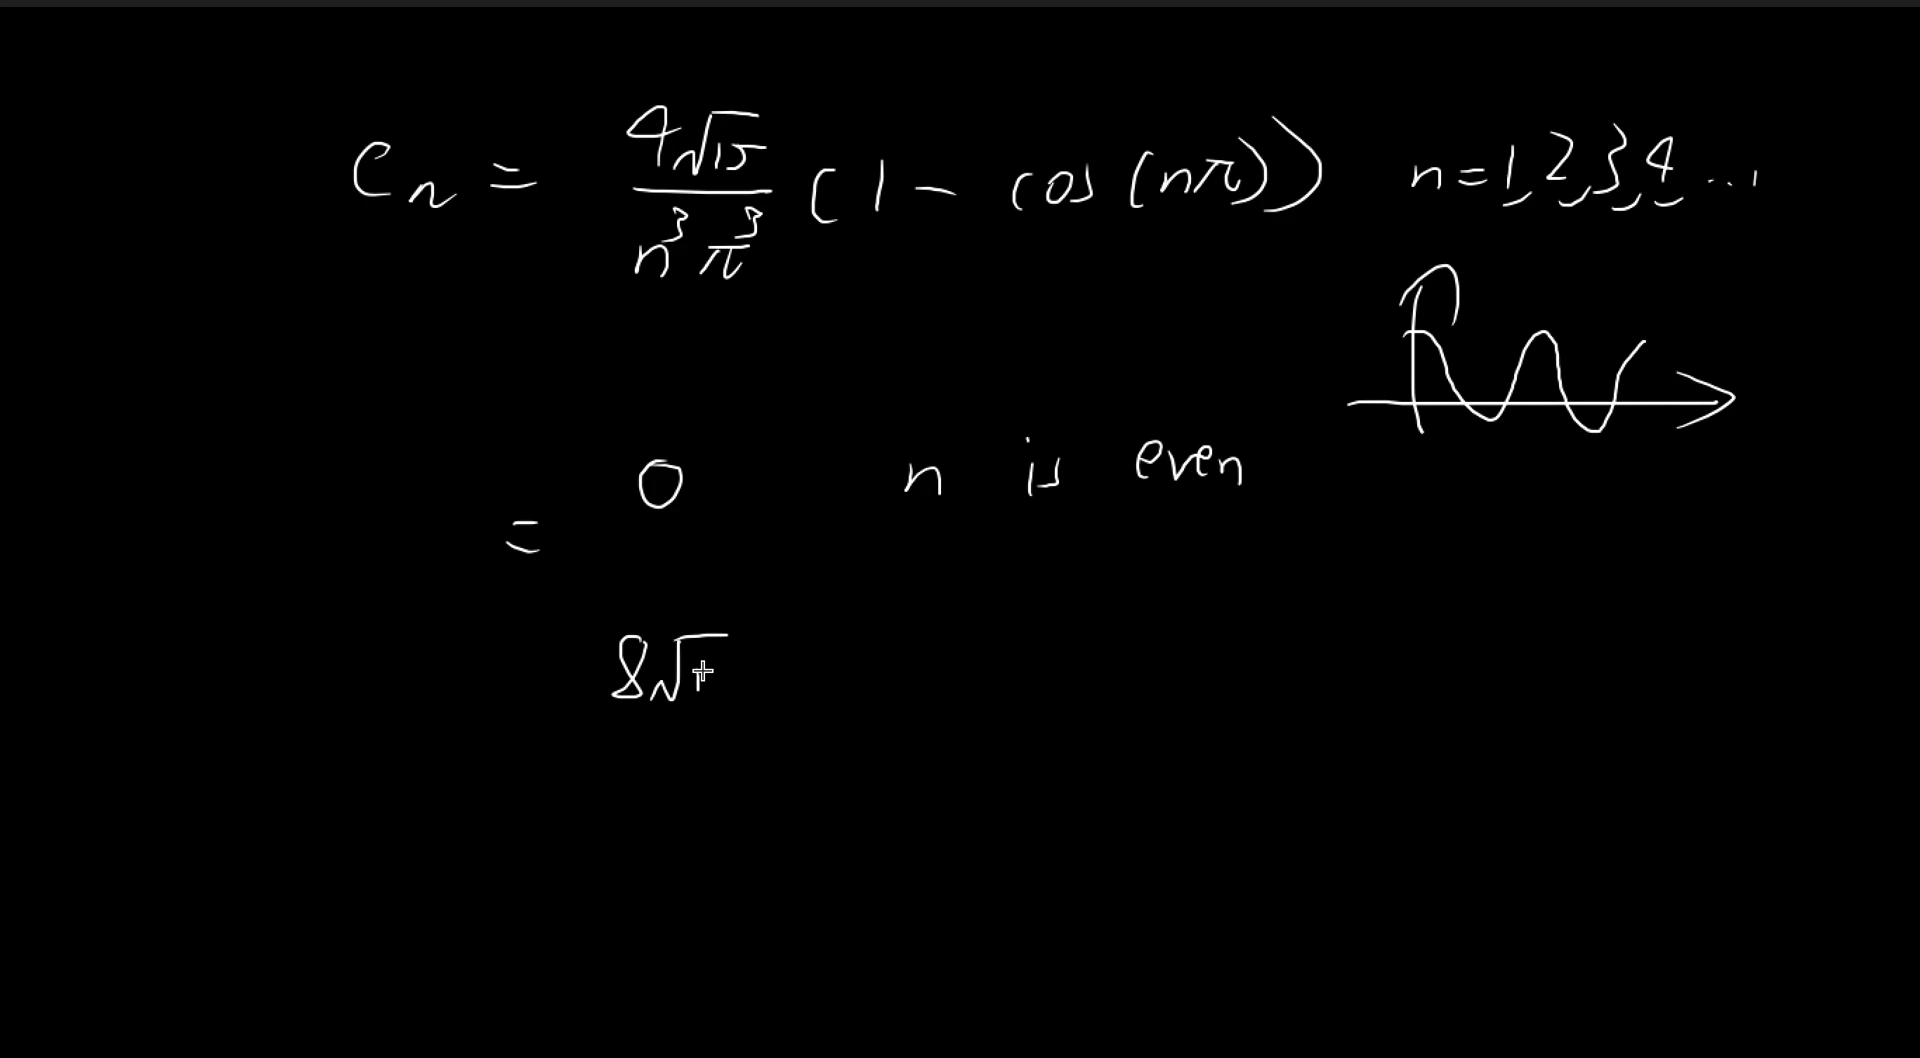 Cₙ = 4√15 / n³π³ (1 - cos(nπ)) n=1,2,3,4...
0 n is even
=
8√